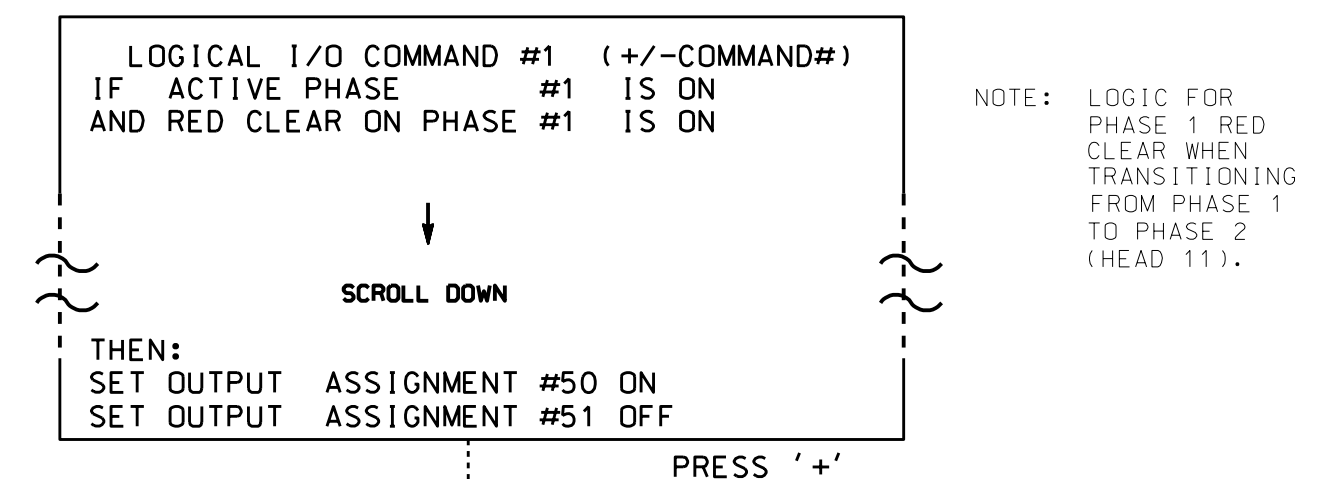 LOGICAL I/O COMMAND #1 (+/-COMMAND#)
IF ACTIVE PHASE #1 IS ON
AND RED CLEAR ON PHASE #1 IS ON
SCROLL DOWN
THEN:
SET OUTPUT ASSIGNMENT #50 ON
SET OUTPUT ASSIGNMENT #51 OFF
PRESS '+'
NOTE: LOGIC FOR
PHASE 1 RED
CLEAR WHEN
TRANSITIONING
FROM PHASE 1
TO PHASE 2
(HEAD 11).